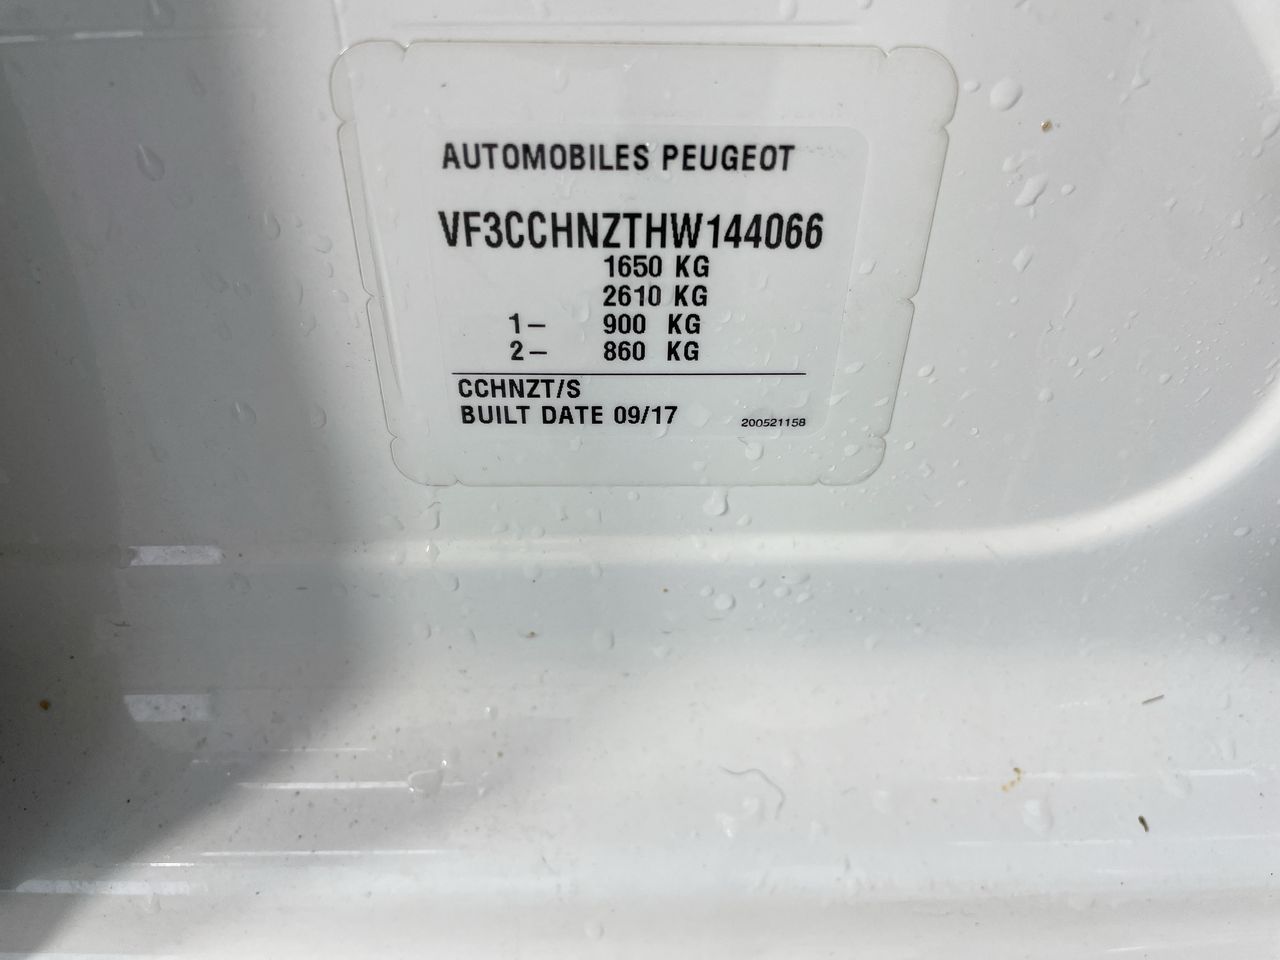 AUTOMOBILES PEUGEOT
VF3CCHNZTHW144066
1650 KG
2610 KG
1– 900 KG
2– 860 KG
CCHNZT/S
BUILT DATE 09/17
200521158